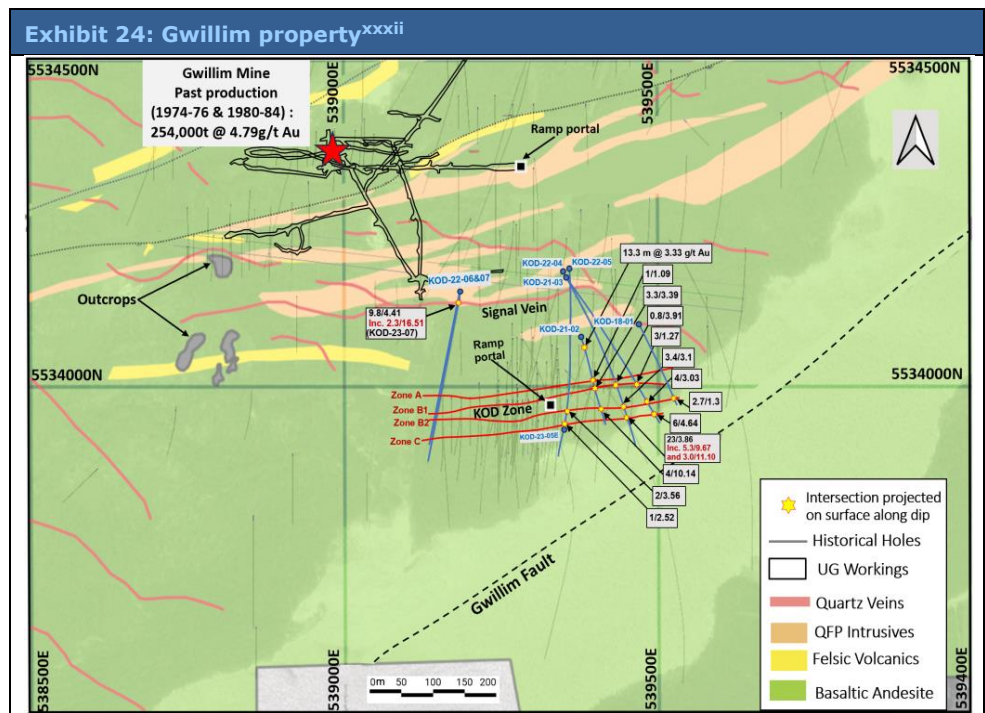 Exhibit 24: Gwillim propertyxxxii
5534500N
Gwillim Mine
Past production
(1974-76 & 1980-84) :
254,000t @ 4.79g/t Au
539000E
539500E
5534500N
Ramp portal
Outcrops
KOD-22-06&07
KOD-22-04
KOD-22-05
KOD-21-03
13.3 m @ 3.33 g/t Au
1/1.09
3.3/3.39
0.8/3.91
3/1.27
3.4/3.1
4/3.03
2.7/1.3
6/4.64
23/3.86
Inc. 5.3/9.67
and 3.0/11.10
4/10.14
2/3.56
1/2.52
9.8/4.41
Inc. 2.3/16.51
(KOD-23-07)
Signal Vein
KOD-21-02
KOD-18-01
Ramp
portal
5534000N
5534000N
Zone A
Zone B1
Zone B2
Zone C
KOD Zone
KOD-23-05E
Gwillim Fault
Intersection projected
on surface along dip
Historical Holes
UG Workings
Quartz Veins
QFP Intrusives
Felsic Volcanics
Basaltic Andesite
0m 50 100 150 200
538500E
539000E
539500E
539400E